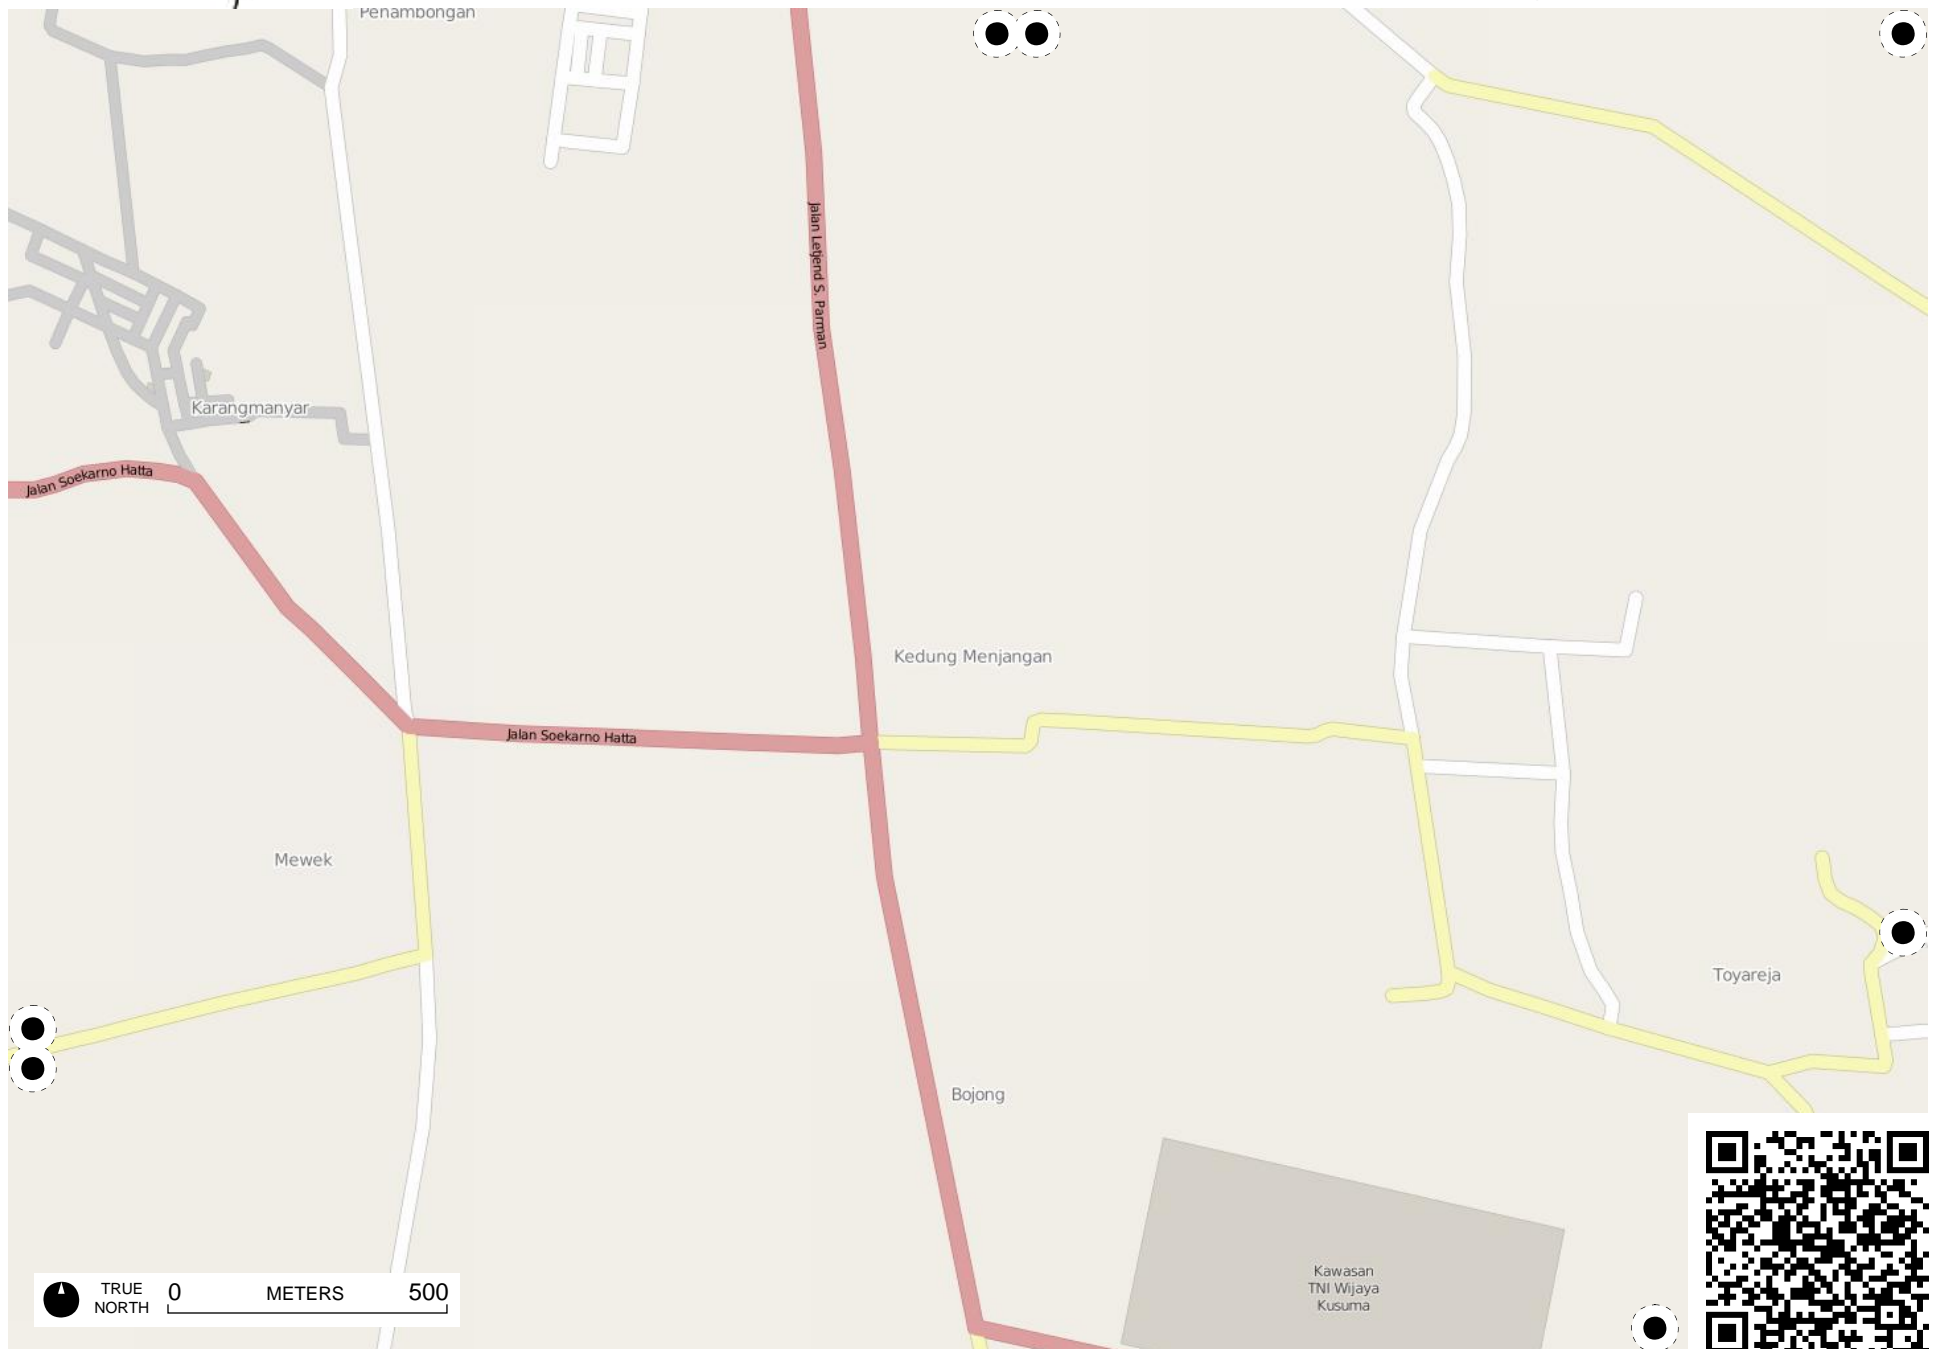 Penambongan
Jalan Letjend S. Parman
Karangmanyar
Jalan Soekarno Hatta
Kedung Menjangan
Jalan Soekarno Hatta
Mewek
Toyareja
Bojong
Kawasan
TNI Wijaya
Kusuma
TRUE
NORTH
0 METERS 500